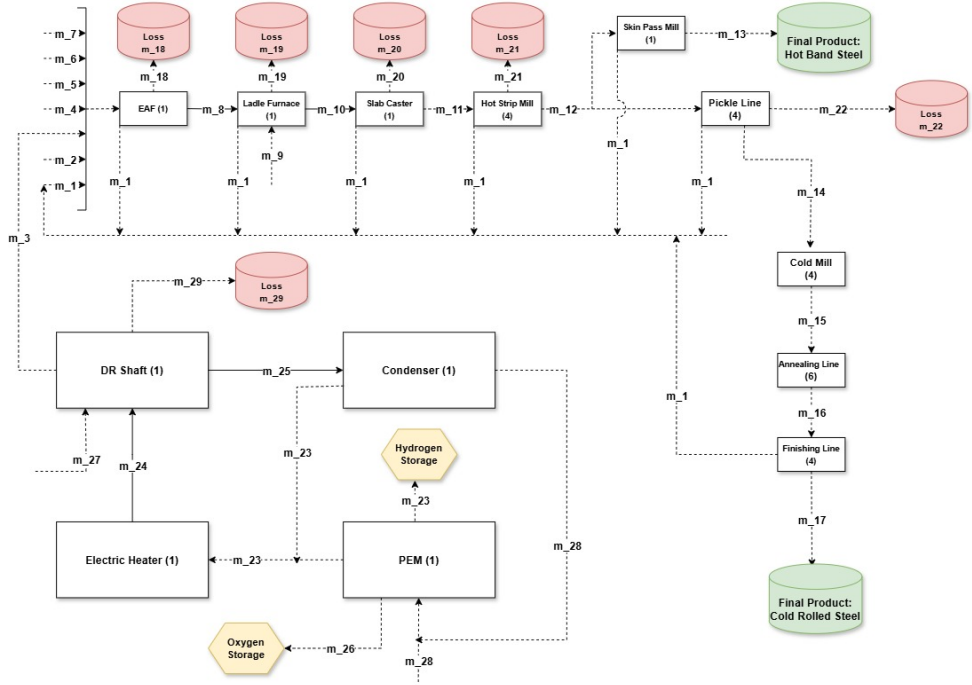 m_7
m_6
m_5
m_4
m_2
m_1
m_3
Loss
m_18
Loss
m_19
Loss
m_20
Loss
m_21
m_18
m_19
m_20
m_21
EAF (1)
m_8
Ladle Furnace
(1)
m_10
Slab Caster
(1)
m_11
Hot Strip Mill
(4)
m_12
m_9
m_1
m_1
m_1
m_1
m_1
m_1
Skin Pass Mill
(1)
m_13
Final Product:
Hot Band Steel
Pickle Line
(4)
m_22
Loss
m_22
m_14
Cold Mill
(4)
m_15
Annealing Line
(6)
m_16
Finishing Line
(4)
m_1
m_17
Final Product:
Cold Rolled Steel
m_29
Loss
m_29
DR Shaft (1)
m_25
Condenser (1)
m_27
m_24
m_23
Hydrogen
Storage
m_23
Electric Heater (1)
m_23
PEM (1)
m_28
Oxygen
Storage
m_26
m_28